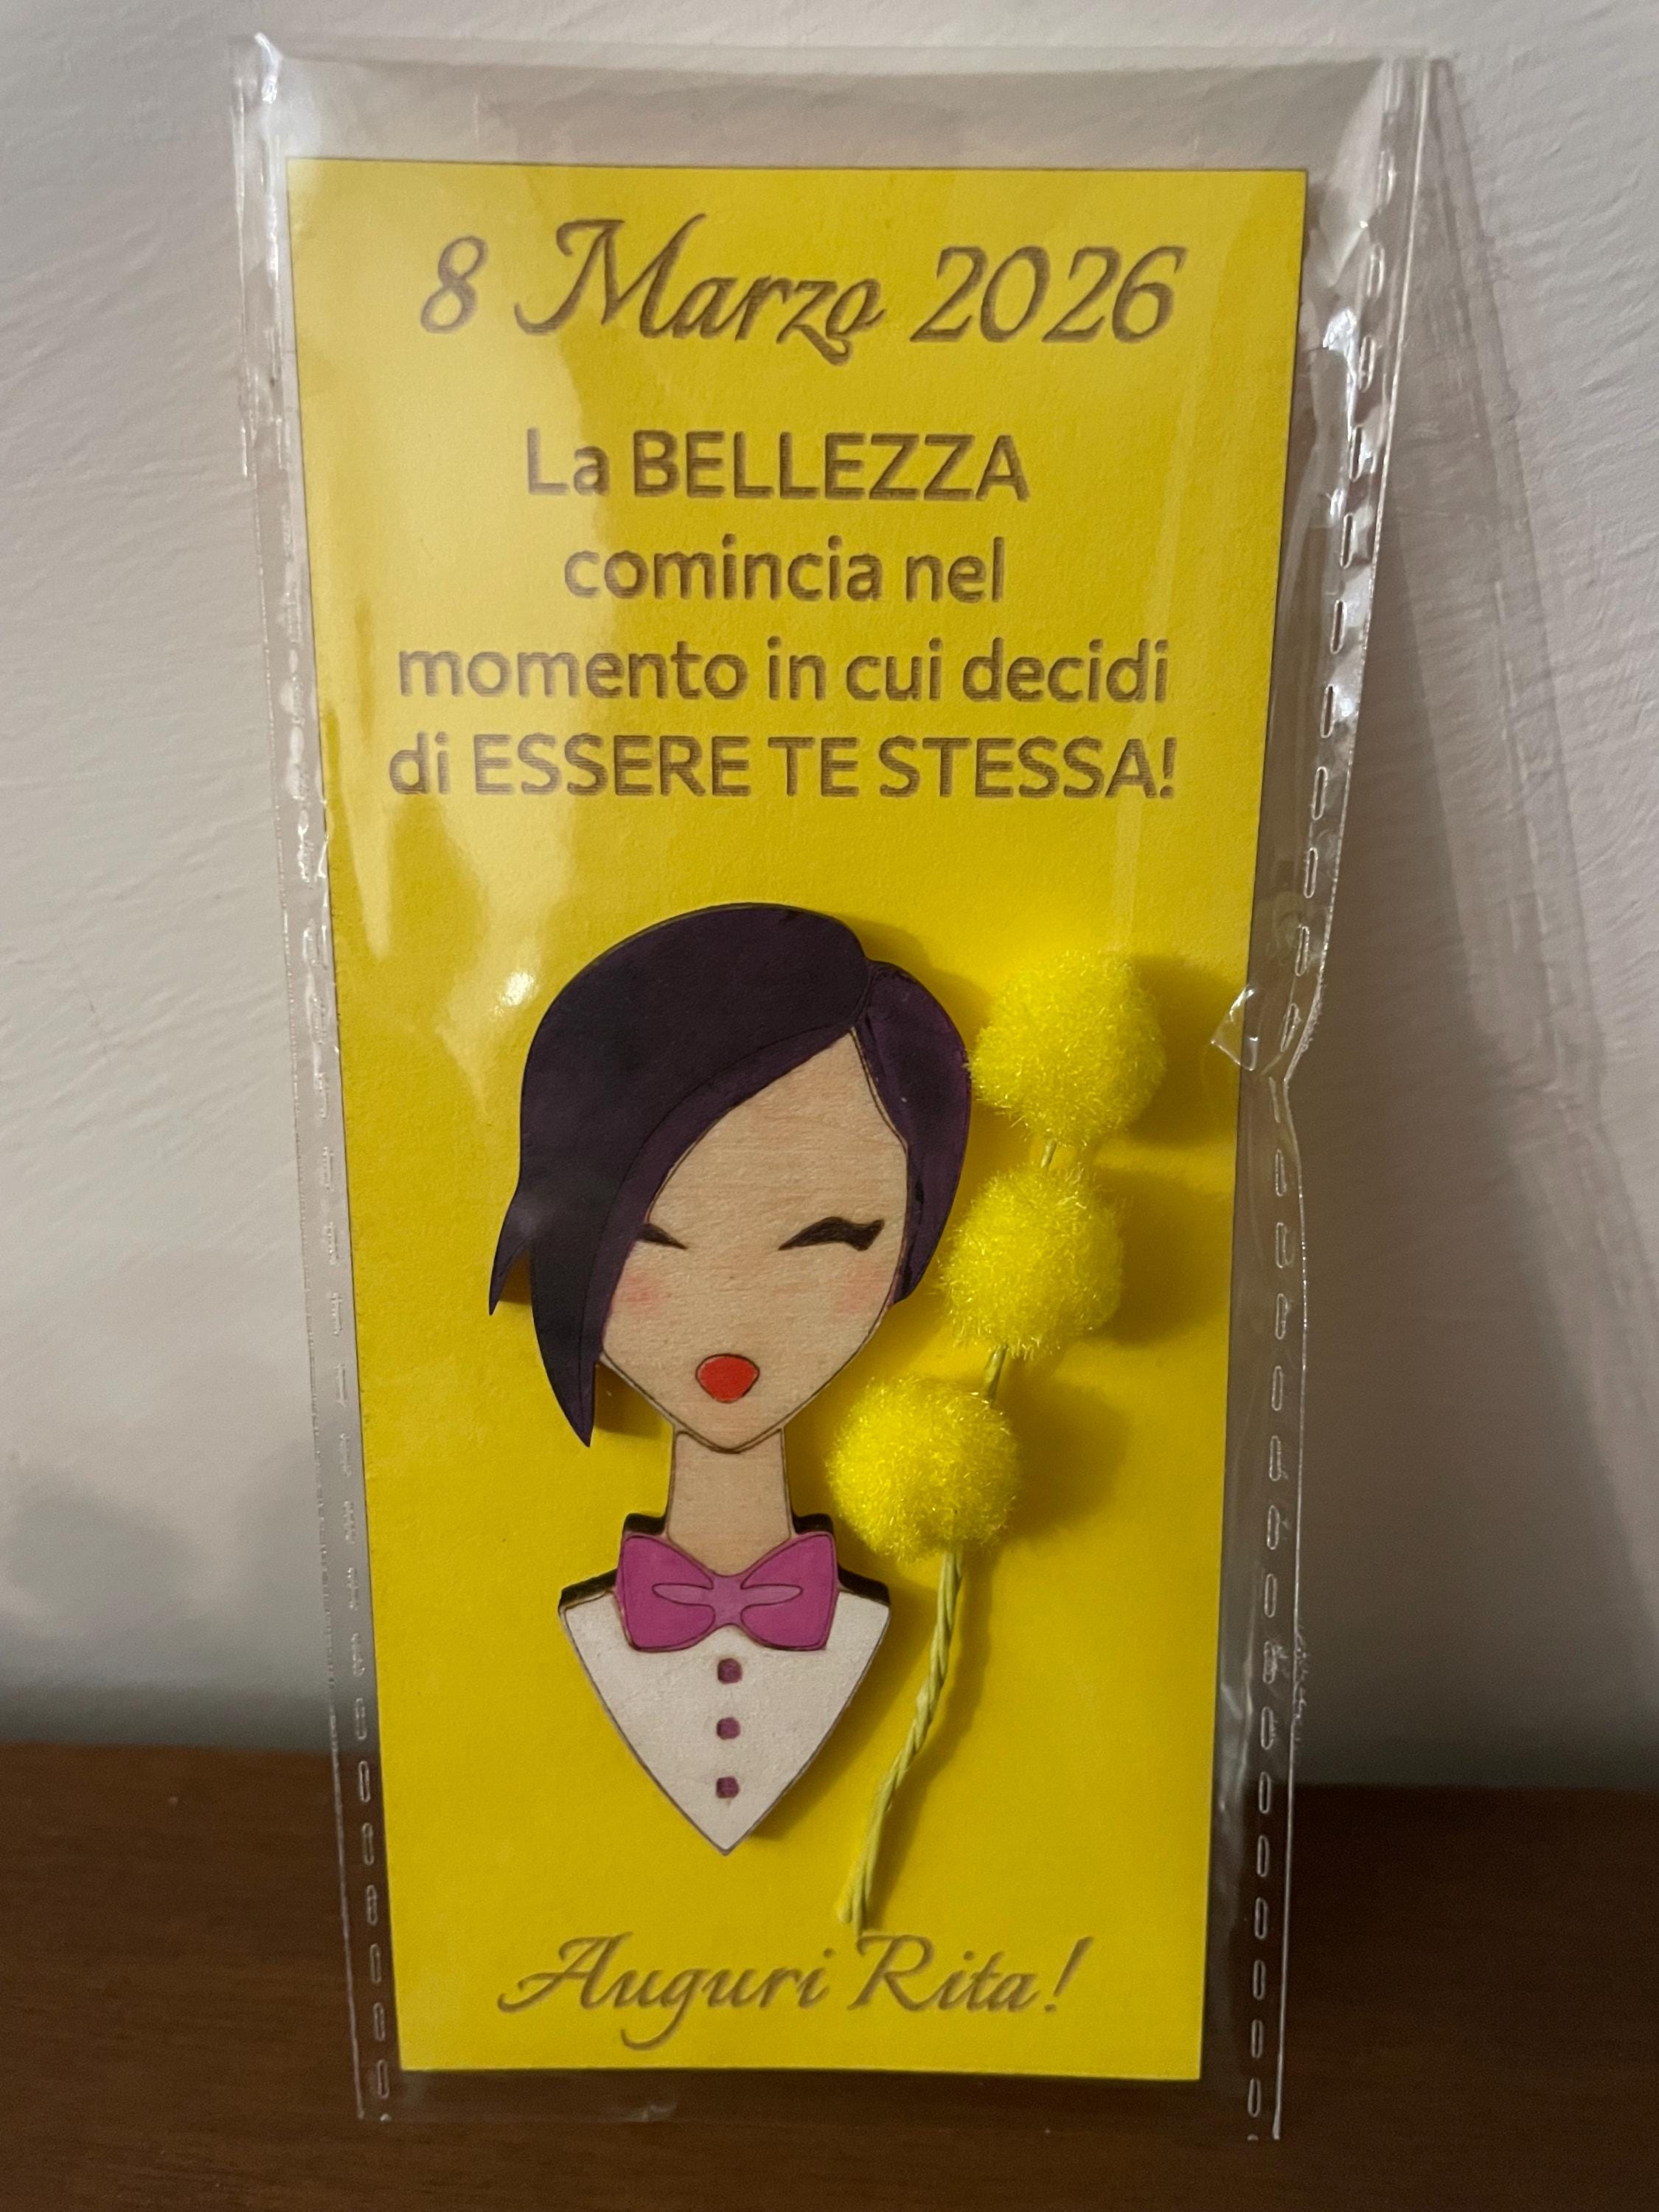 8 Marzo 2026
La BELLEZZA
comincia nel
momento in cui decidi
di ESSERE TE STESSA!
Auguri Rita!